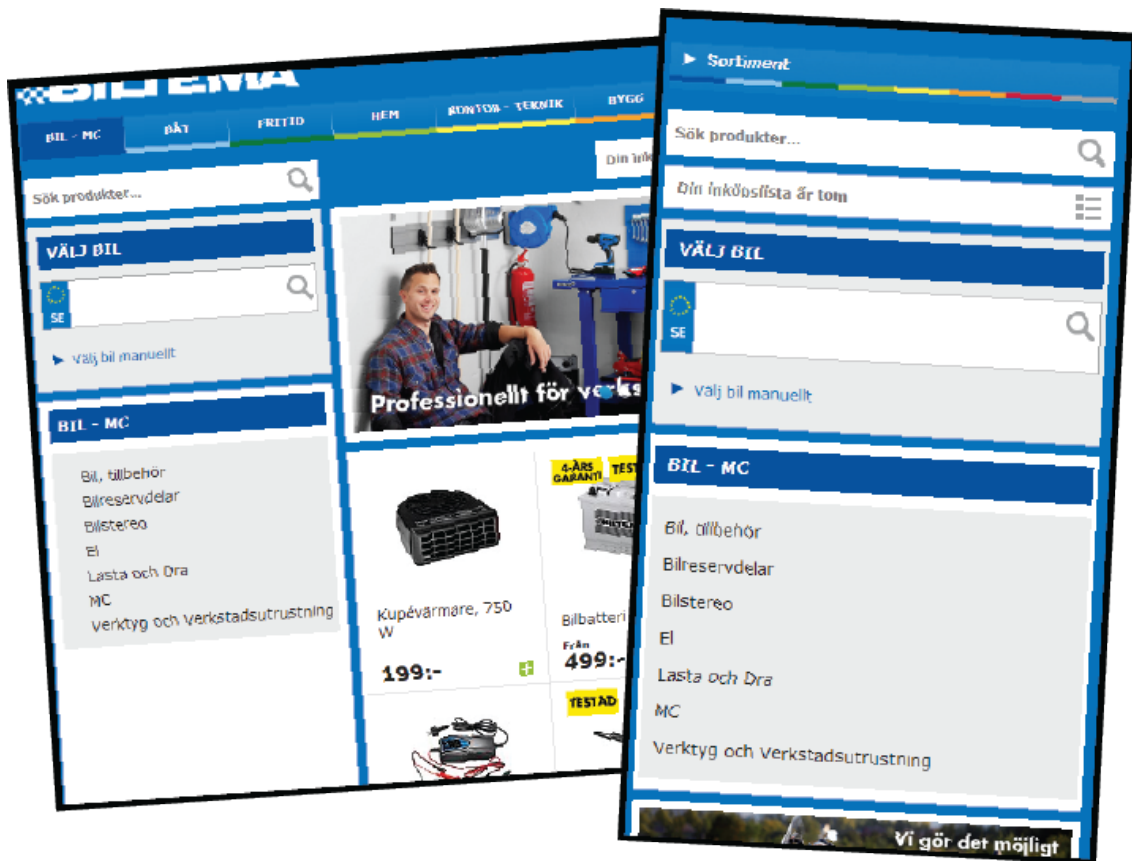 BILTEMA
BIL - MC
BÅT
FRITID
HEM
KONTOR - TEKNIK
BYGG
Sök produkter...
Din
VÄLJ BIL
SE
Välj bil manuellt
BIL - MC
Bil, tillbehör
Bilreservdelar
Bilstereo
El
Lasta och Dra
MC
Verktyg och Verkstadsutrustning
Professionellt för
Kupévärmare, 750
W
199:-
4-ÅRS
GARANTI
Bilbatteri
Från
499:-
TESTAD
Sortiment
Sök produkter...
Din inköpslista är tom
VÄLJ BIL
SE
Välj bil manuellt
BIL - MC
Bil, tillbehör
Bilreservdelar
Bilstereo
El
Lasta och Dra
MC
Verktyg och Verkstadsutrustning
Vi gör det möjligt